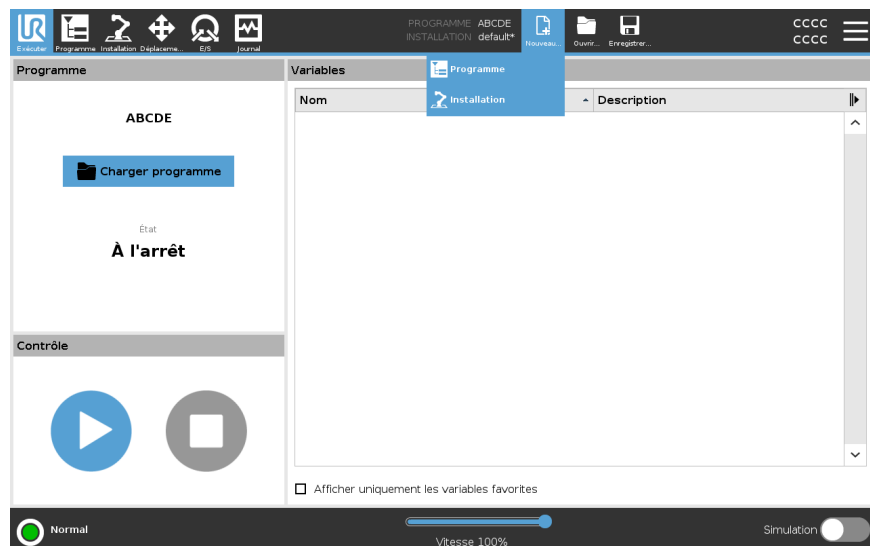 Exécuter
Programme
Installation
Déplaceme...
E/S
Journal
PROGRAMME ABCDE
INSTALLATION default*
Nouveau...
Ouvrir...
Enregistrer...
CCCC
CCCC
Programme
Installation
Programme
ABCDE
Charger programme
État
À l'arrêt
Contrôle
Variables
Nom
Description
Afficher uniquement les variables favorites
Normal
Vitesse 100%
Simulation